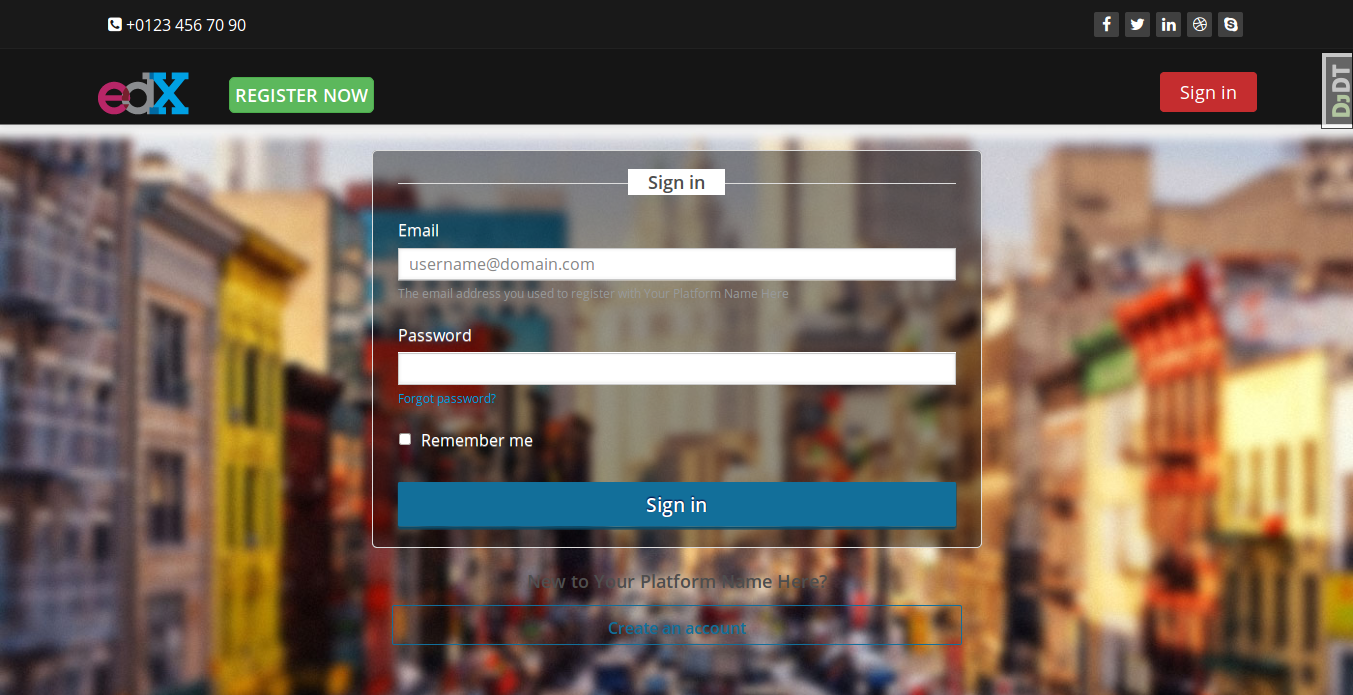 +0123 456 70 90
edX
REGISTER NOW
Sign in
DjDT
Sign in
Email
username@domain.com
The email address you used to register with Your Platform Name Here
Password
Forgot password?
Remember me
Sign in
New to Your Platform Name Here?
Create an account